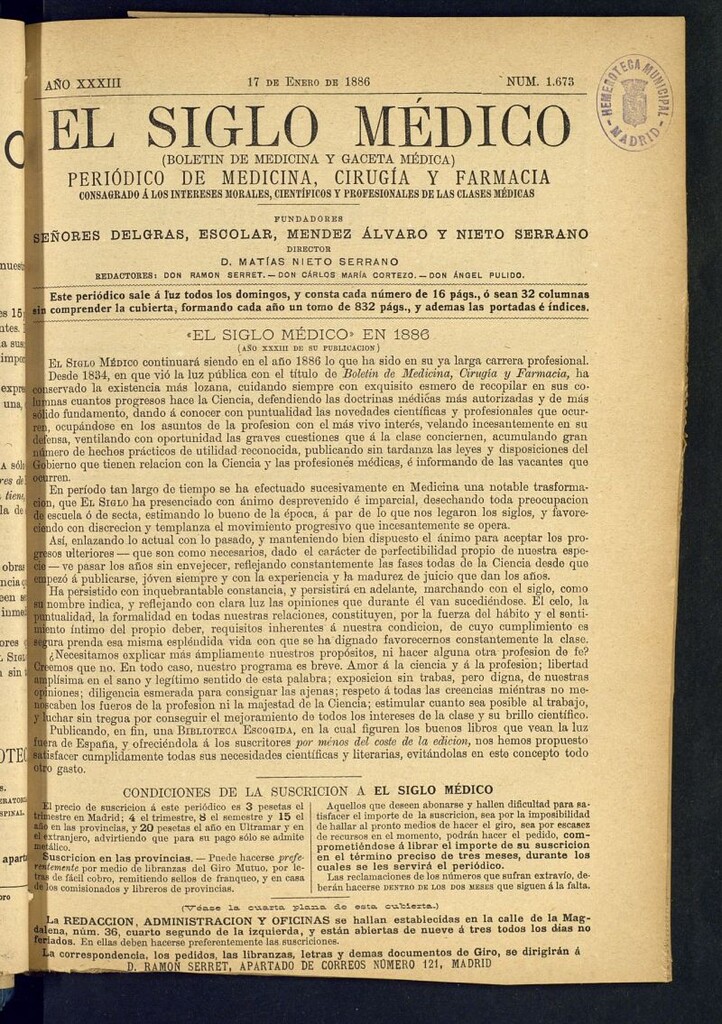 AÑO XXXIII
17 DE ENERO DE 1886
NUM. 1.673
HEMEROTECA MUNICIPAL
MADRID
EL SIGLO MÉDICO
(BOLETIN DE MEDICINA Y GACETA MÉDICA)
PERIÓDICO DE MEDICINA, CIRUGÍA Y FARMACIA
CONSAGRADO Á LOS INTERESES MORALES, CIENTÍFICOS Y PROFESIONALES DE LAS CLASES MÉDICAS
FUNDADORES
SEÑORES DELGRAS, ESCOLAR, MENDEZ ÁLVARO Y NIETO SERRANO
DIRECTOR
D. MATÍAS NIETO SERRANO
REDACTORES: DON RAMON SERRET.—DON CÁRLOS MARÍA CORTEZO.—DON ÁNGEL PULIDO.
Este periódico sale á luz todos los domingos, y consta cada número de 16 págs., ó sean 32 columnas
sin comprender la cubierta, formando cada año un tomo de 832 págs., y ademas las portadas é índices.
«EL SIGLO MÉDICO» EN 1886
(AÑO XXXIII DE SU PUBLICACION)
EL SIGLO MÉDICO continuará siendo en el año 1886 lo que ha sido en su ya larga carrera profesional.
Desde 1834, en que vió la luz pública con el título de Boletin de Medicina, Cirugía y Farmacia, ha
conservado la existencia más lozana, cuidando siempre con exquisito esmero de recopilar en sus co-
lumnas cuantos progresos hace la Ciencia, defendiendo las doctrinas médicas más autorizadas y de más
sólido fundamento, dando á conocer con puntualidad las novedades científicas y profesionales que ocur-
ren, ocupándose en los asuntos de la profesion con el más vivo interés, velando incesantemente en su
defensa, ventilando con oportunidad las graves cuestiones que á la clase conciernen, acumulando gran
número de hechos prácticos de utilidad reconocida, publicando sin tardanza las leyes y disposiciones del
Gobierno que tienen relacion con la Ciencia y las profesiones médicas, é informando de las vacantes que
ocurren.
En período tan largo de tiempo se ha efectuado sucesivamente en Medicina una notable trasforma-
cion, que EL SIGLO ha presenciado con ánimo desprevenido é imparcial, desechando toda preocupacion
de escuela ó de secta, estimando lo bueno de la época, á par de lo que nos legaron los siglos, y favore-
ciendo con discrecion y templanza el movimiento progresivo que incesantemente se opera.
Así, enlazando lo actual con lo pasado, y manteniendo bien dispuesto el ánimo para aceptar los pro-
gresos ulteriores — que son como necesarios, dado el carácter de perfectibilidad propio de nuestra espe-
cie — ve pasar los años sin envejecer, reflejando constantemente las fases todas de la Ciencia desde que
empezó á publicarse, jóven siempre y con la experiencia y la madurez de juicio que dan los años.
Ha persistido con inquebrantable constancia, y persistirá en adelante, marchando con el siglo, como
su nombre indica, y reflejando con clara luz las opiniones que durante él van sucediéndose. El celo, la
puntualidad, la formalidad en todas nuestras relaciones, constituyen, por la fuerza del hábito y el senti-
miento íntimo del propio deber, requisitos inherentes á nuestra condicion, de cuyo cumplimiento es
segura prenda esa misma espléndida vida con que se ha dignado favorecernos constantemente la clase.
¿Necesitamos explicar más ámpliamente nuestros propósitos, ni hacer alguna otra profesion de fe?
Creemos que no. En todo caso, nuestro programa es breve. Amor á la ciencia y á la profesion; libertad
amplísima en el sano y legítimo sentido de esta palabra; exposicion sin trabas, pero digna, de nuestras
opiniones; diligencia esmerada para consignar las ajenas; respeto á todas las creencias miéntras no me-
noscaben los fueros de la profesion ni la majestad de la Ciencia; estimular cuanto sea posible al trabajo,
y luchar sin tregua por conseguir el mejoramiento de todos los intereses de la clase y su brillo científico.
Publicando, en fin, una BIBLIOTECA ESCOGIDA, en la cual figuren los buenos libros que vean la luz
fuera de España, y ofreciéndola á los suscritores por ménos del coste de la edicion, nos hemos propuesto
satisfacer cumplidamente todas sus necesidades científicas y literarias, evitándolas en este concepto todo
otro gasto.
CONDICIONES DE LA SUSCRICION A EL SIGLO MÉDICO
El precio de suscricion á este periódico es 3 pesetas el
trimestre en Madrid; 4 el trimestre, 8 el semestre y 15 el
año en las provincias, y 20 pesetas el año en Ultramar y en
el extranjero, advirtiendo que para su pago sólo se admite
metálico.
Suscricion en las provincias. — Puede hacerse prefe-
rentemente por medio de libranzas del Giro Mutuo, por le-
tras de fácil cobro, remitiendo sellos de franqueo, y en casa
de los comisionados y libreros de provincias.
Aquellos que deseen abonarse y hallen dificultad para sa-
tisfacer el importe de la suscricion, sea por la imposibilidad
de hallar al pronto medios de hacer el giro, sea por escasez
de recursos en el momento, podrán hacer el pedido, com-
prometiéndose á librar el importe de su suscricion
en el término preciso de tres meses, durante los
cuales se les servirá el periódico.
Las reclamaciones de los números que sufran extravío, de-
berán hacerse DENTRO DE LOS DOS MESES que siguen á la falta.
(Véase la cuarta plana de esta cubierta.)
La REDACCION, ADMINISTRACION Y OFICINAS se hallan establecidas en la calle de la Mag-
dalena, núm. 36, cuarto segundo de la izquierda, y están abiertas de nueve á tres todos los dias no
feriados. En ellas deben hacerse preferentemente las suscriciones.
La correspondencia, los pedidos, las libranzas, letras y demas documentos de Giro, se dirigirán á
D. RAMON SERRET, APARTADO DE CORREOS NÚMERO 121, MADRID